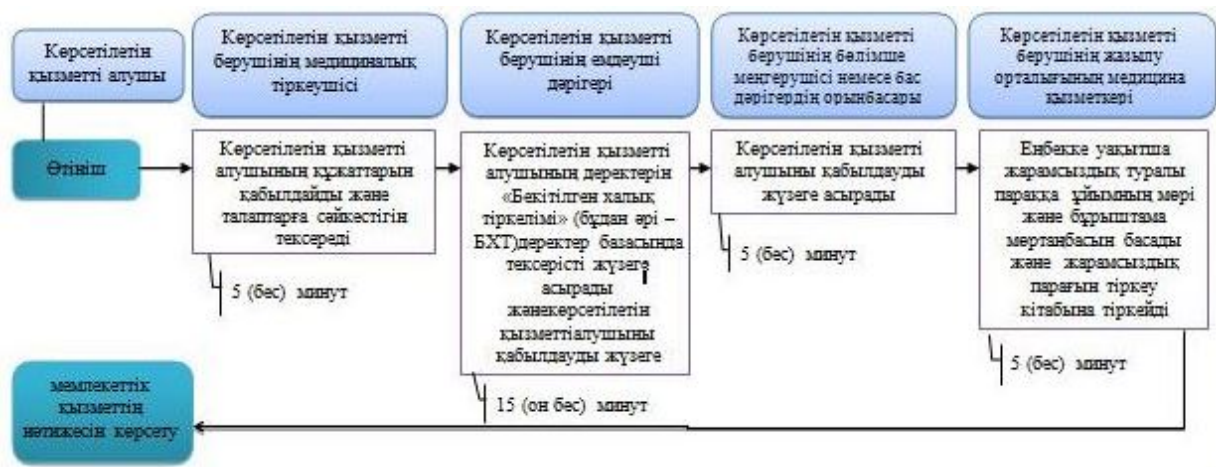 Көрсетілетін
қызметті алушы
Көрсетілетін қызметті
берушінің медициналық
тіркеушісі
Көрсетілетін қызметті
берушінің емдеуші
дәрігері
Көрсетілетін қызметті
берушінің бөлімше
меңгерушісі немесе бас
дәрігердің орынбасары
Көрсетілетін қызметті
берушінің жазылу
орталығының медицина
қызметкері
Өтініш
Көрсетілетін қызметті
алушының құжаттарын
қабылдайды және
талаптарға сәйкестігін
тексереді
5 (бес) минут
Көрсетілетін қызметті
алушының деректерін
«Бекітілген халық
тіркелімі» (бұдан әрі –
БХТ)деректер базасында
тексерісті жүзеге
асырады
жәнекөрсетілетін
қызметтіалушыны
қабылдауды жүзеге
15 (он бес) минут
Көрсетілетін қызметті
алушыны қабылдауды
жүзеге асырады
5 (бес) минут
Еңбекке уақытша
жарамсыздық туралы
параққа ұйымның мөрі
және бұрыштама
мөртаңбасын басады
және жарамсыздық
парағын тіркеу
кітабына тіркейді
5 (бес) минут
мемлекеттік
қызметтің
нәтижесін көрсету